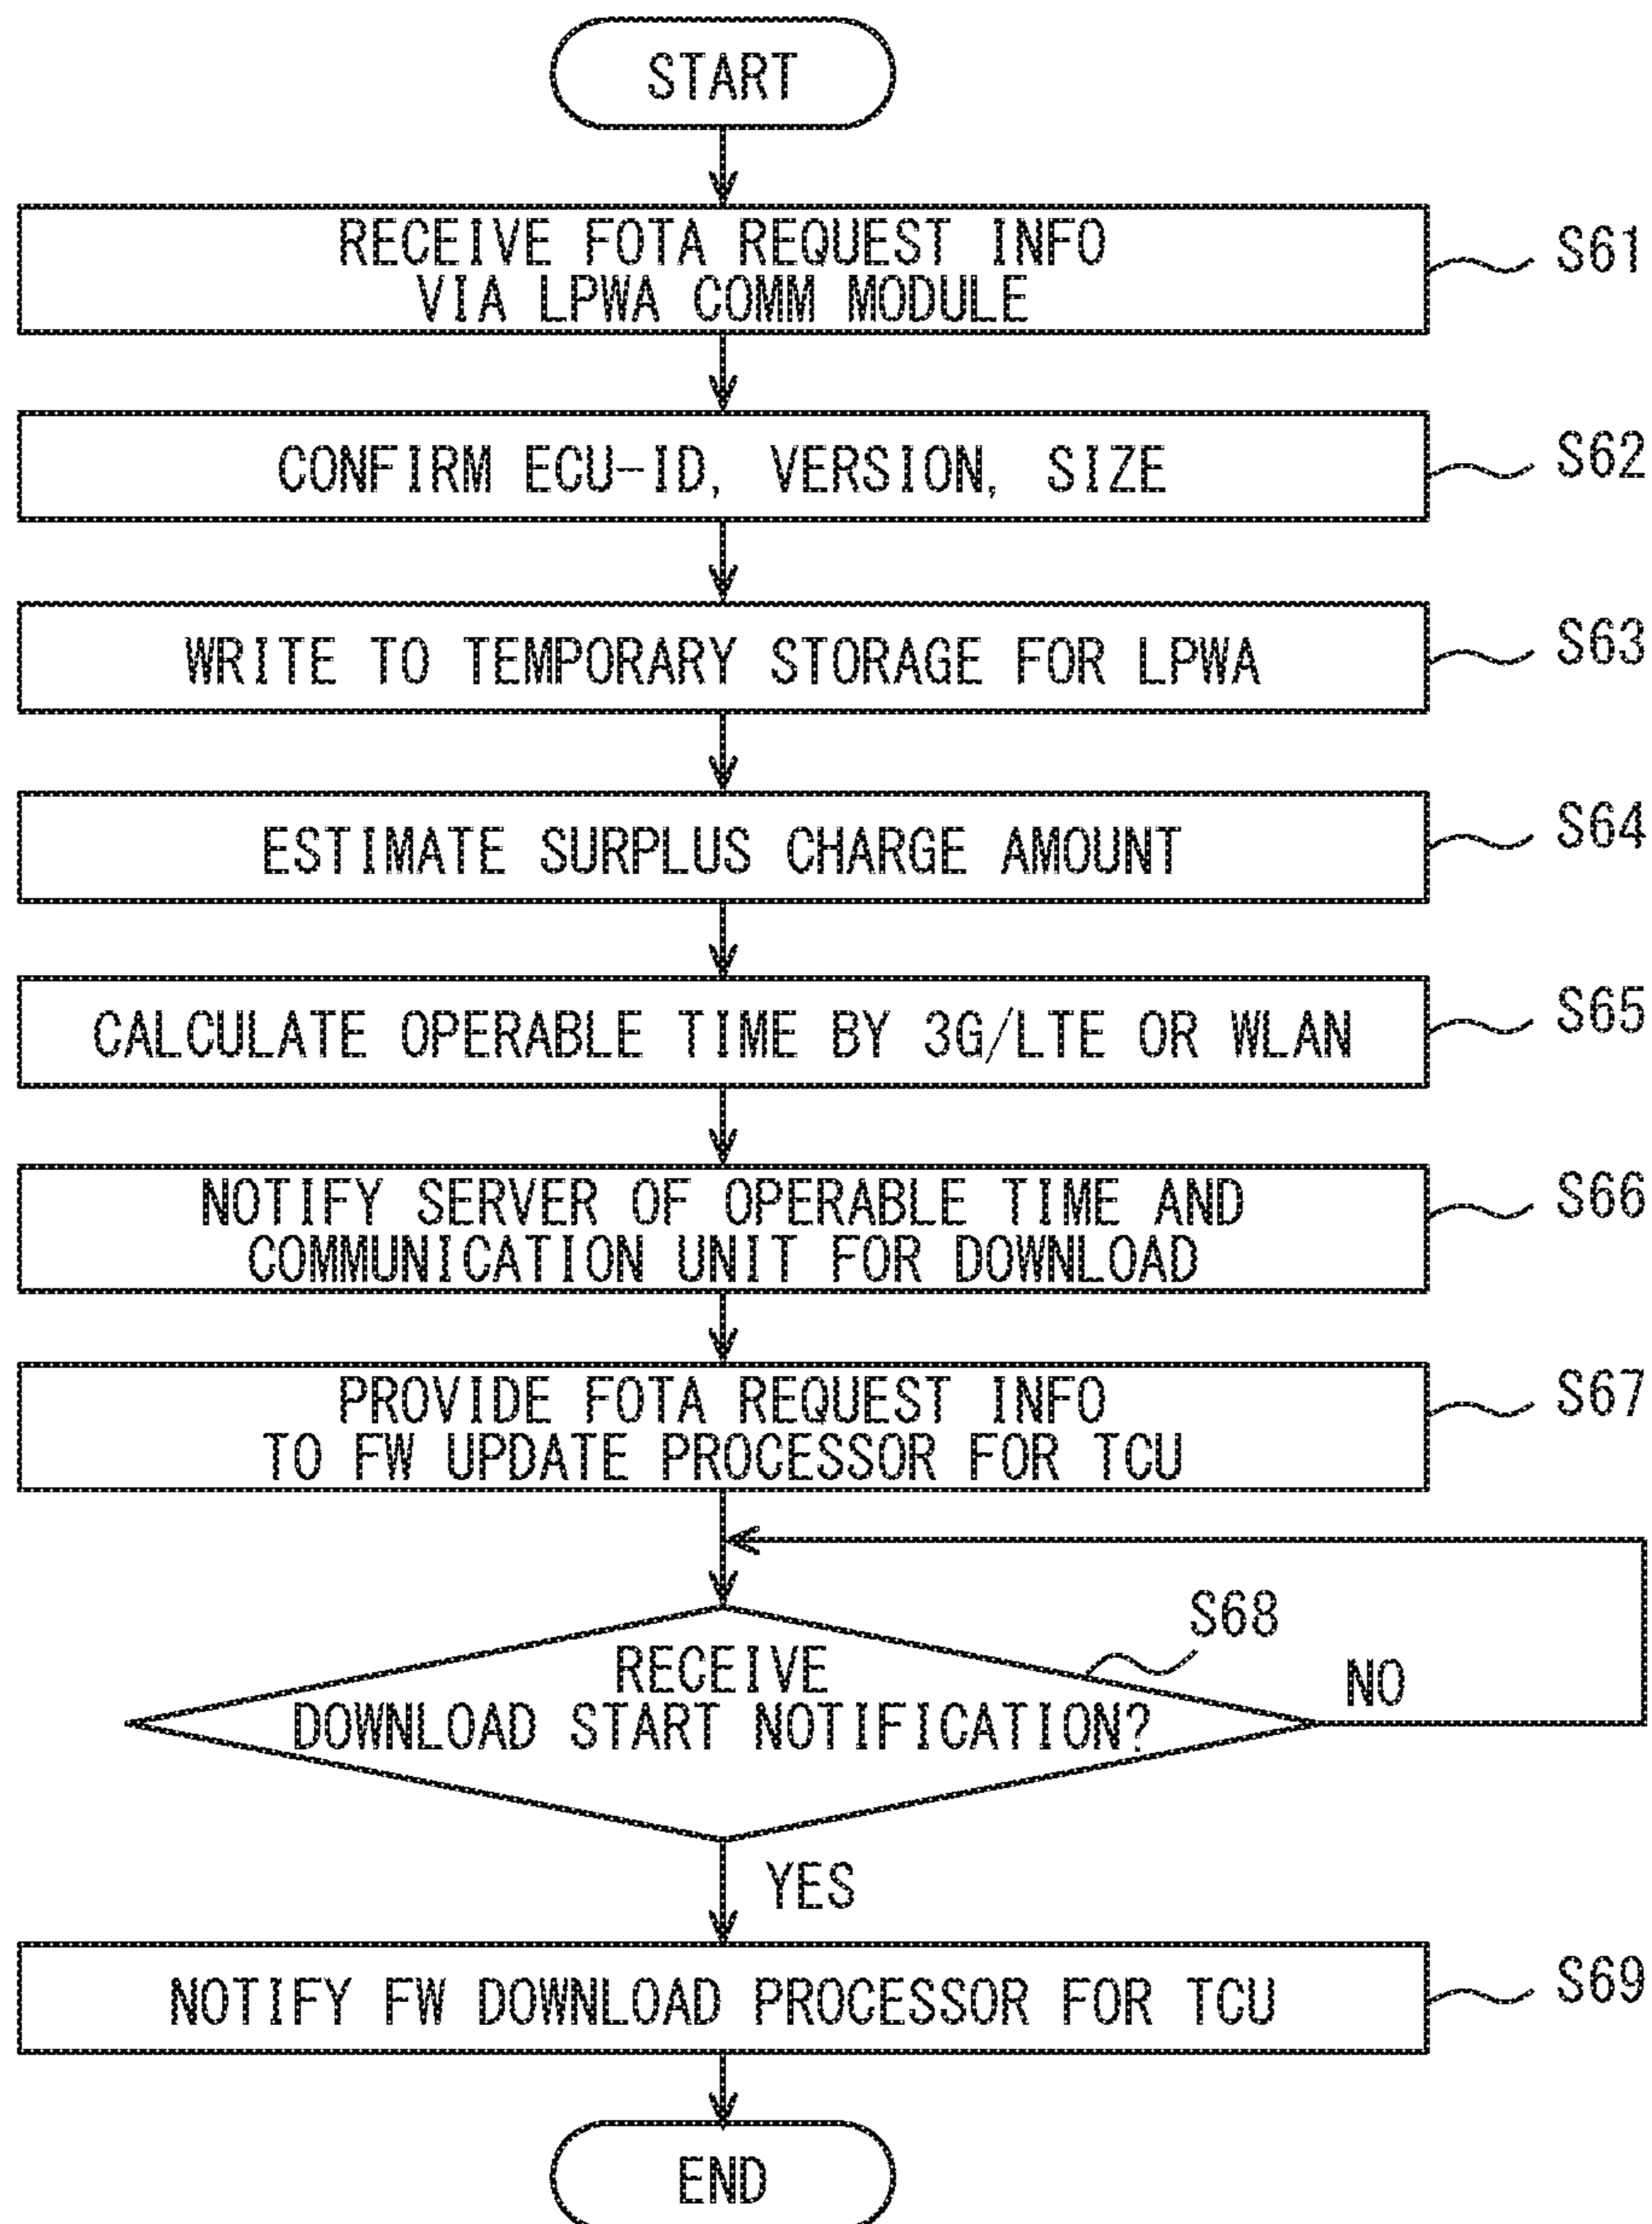 START
RECEIVE FOTA REQUEST INFO
VIA LPWA COMM MODULE
S61
CONFIRM ECU-ID, VERSION, SIZE
S62
WRITE TO TEMPORARY STORAGE FOR LPWA
S63
ESTIMATE SURPLUS CHARGE AMOUNT
S64
CALCULATE OPERABLE TIME BY 3G/LTE OR WLAN
S65
NOTIFY SERVER OF OPERABLE TIME AND
COMMUNICATION UNIT FOR DOWNLOAD
S66
PROVIDE FOTA REQUEST INFO
TO FW UPDATE PROCESSOR FOR TCU
S67
S68
RECEIVE
DOWNLOAD START NOTIFICATION?
NO
YES
NOTIFY FW DOWNLOAD PROCESSOR FOR TCU
S69
END